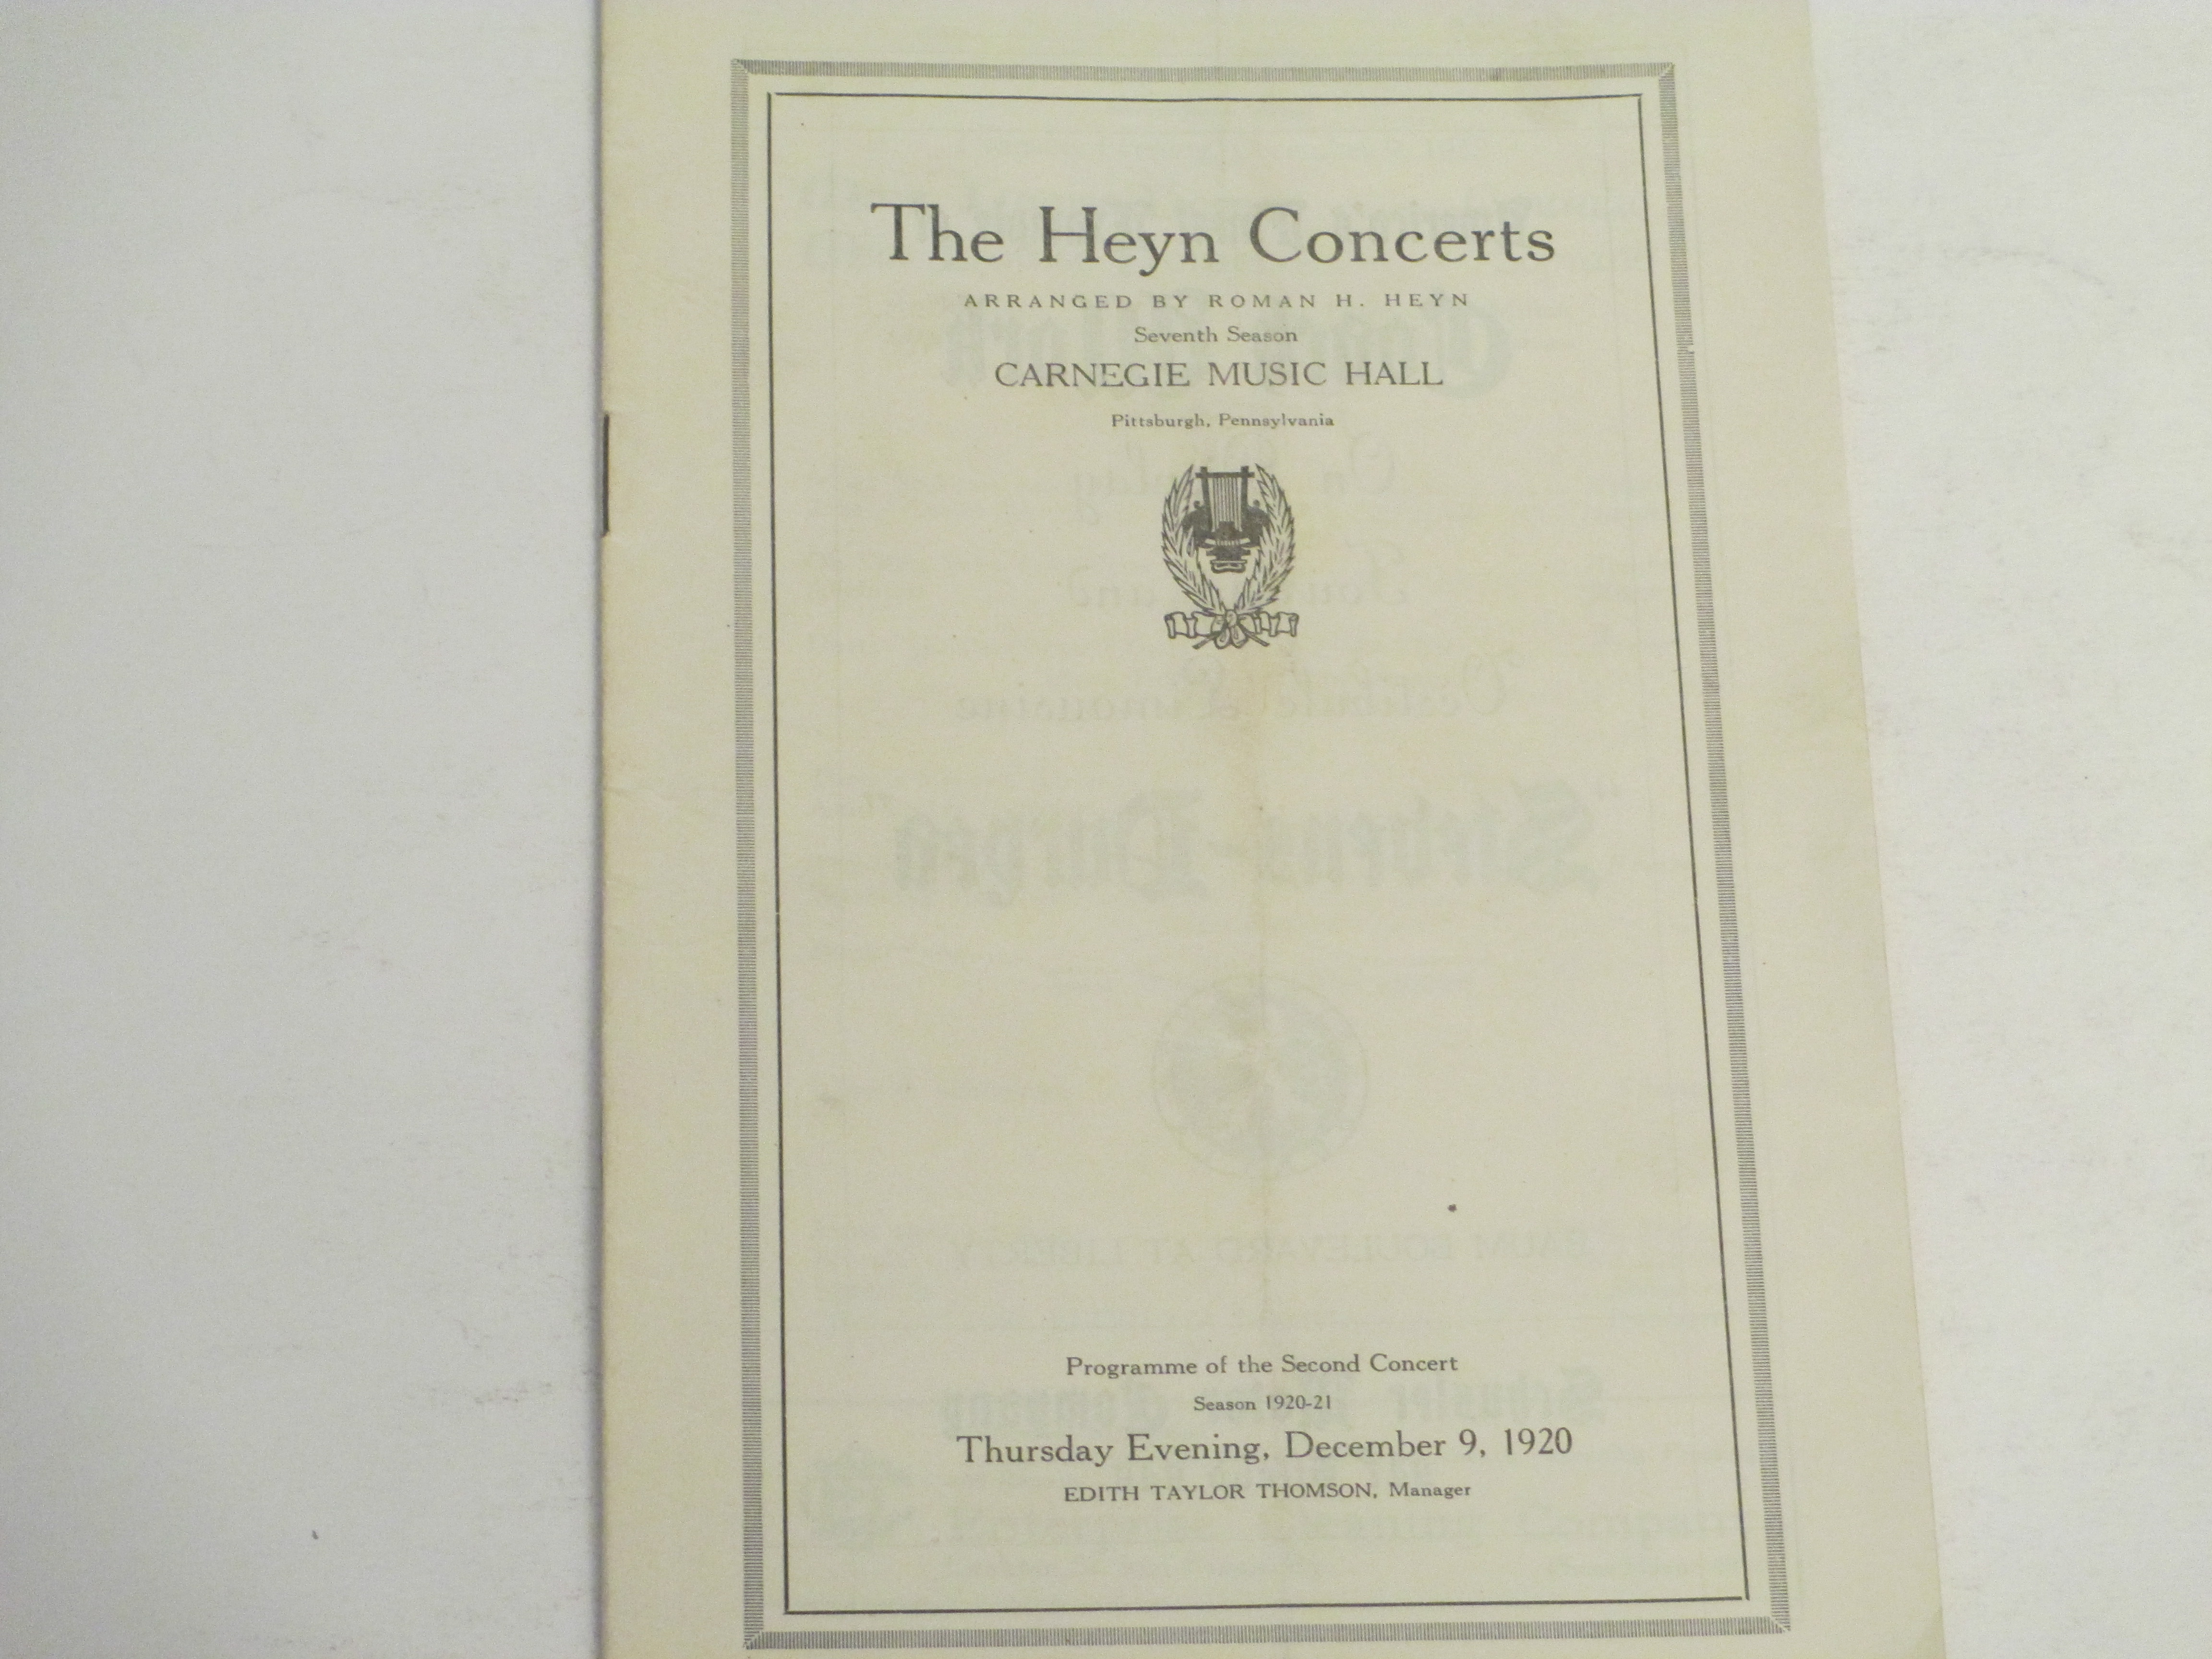 The Heyn Concerts
ARRANGED BY ROMAN H. HEYN
Seventh Season
CARNEGIE MUSIC HALL
Pittsburgh, Pennsylvania
Programme of the Second Concert
Season 1920-21
Thursday Evening, December 9, 1920
EDITH TAYLOR THOMSON, Manager